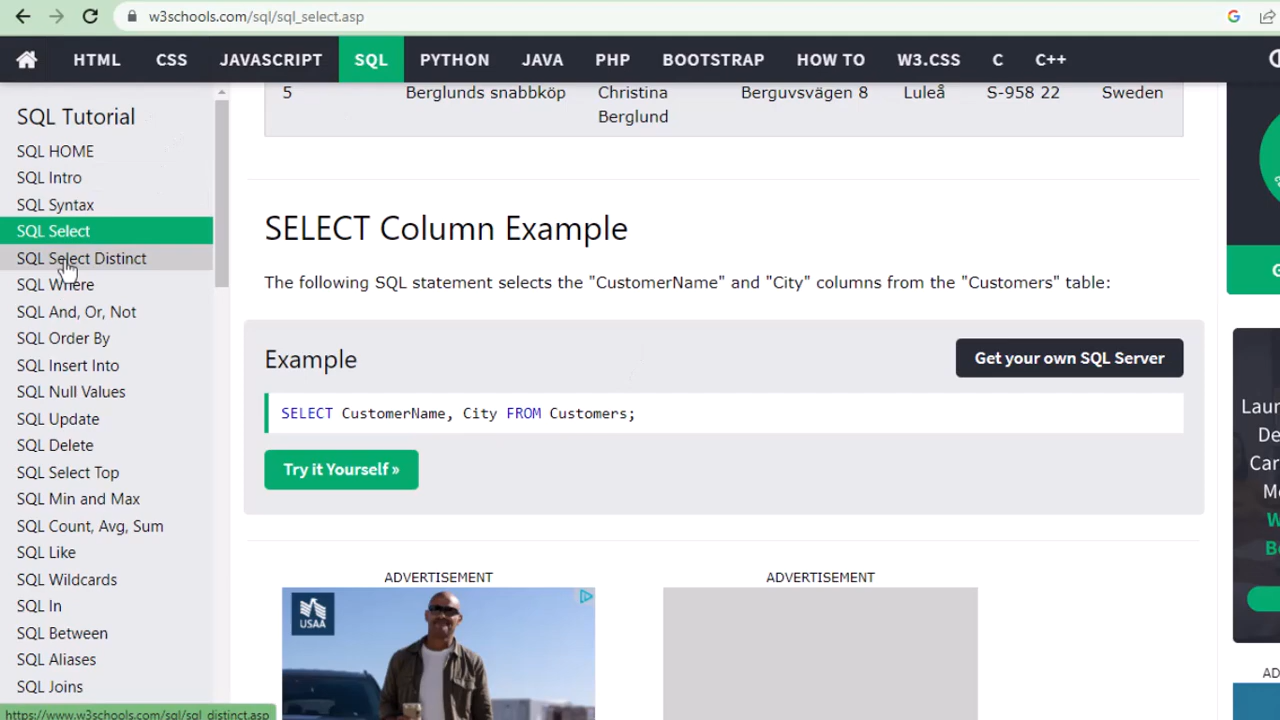 w3schools.com/sql/sql_select.asp
HTML CSS JAVASCRIPT SQL PYTHON JAVA PHP BOOTSTRAP HOW TO W3.CSS C C++
SQL Tutorial
SQL HOME
SQL Intro
SQL Syntax
SQL Select
SQL Select Distinct
SQL Where
SQL And, Or, Not
SQL Order By
SQL Insert Into
SQL Null Values
SQL Update
SQL Delete
SQL Select Top
SQL Min and Max
SQL Count, Avg, Sum
SQL Like
SQL Wildcards
SQL In
SQL Between
SQL Aliases
SQL Joins
https://www.w3schools.com/sql/sql_distinct.asp
5 Berglunds snabbköp Christina Berguvsvägen 8 Luleå S-958 22 Sweden
Berglund
SELECT Column Example
The following SQL statement selects the "CustomerName" and "City" columns from the "Customers" table:
Example
Get your own SQL Server
SELECT CustomerName, City FROM Customers;
Try it Yourself »
ADVERTISEMENT ADVERTISEMENT
USAA